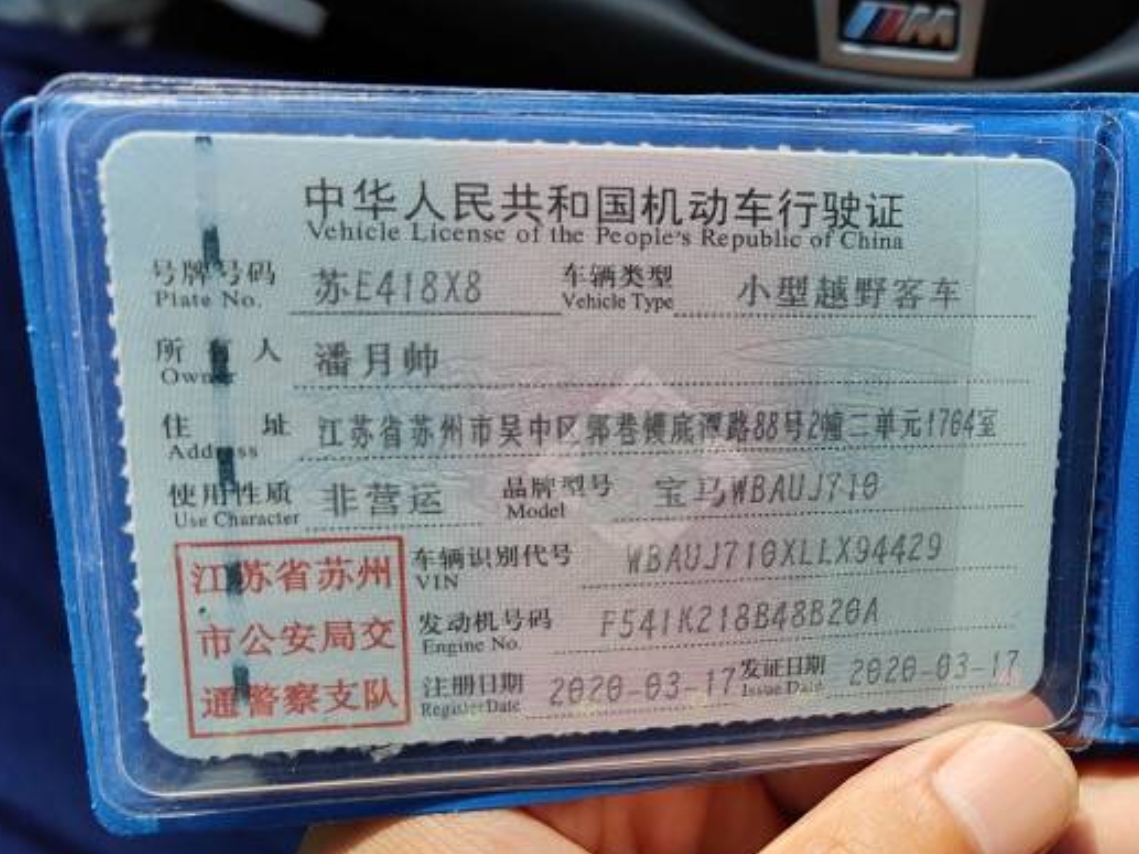 M
中华人民共和国机动车行驶证
Vehicle License of the People's Republic of China
号牌号码 苏E418X8 车辆类型 小型越野客车
Plate No. Vehicle Type
所有人 潘月帅
Owner
住址 江苏省苏州市吴中区郭巷镬底潭路88号2幢二单元1704室
Address
使用性质 非营运 品牌型号 宝马WBAUJ710
Use Character Model
江苏省苏州 车辆识别代号 WBAUJ710XLLX94429
VIN
市公安局交 发动机号码 F541K218B48B20A
Engine No.
通警察支队 注册日期 2020-03-17 发证日期 2020-03-17
Register Date Issue Date